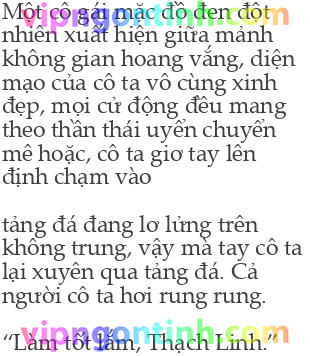 Một cô gái mặc đồ đen đột
vipngontinh.com
nhiên xuất hiện giữa mảnh
không gian hoang vắng, diện
mạo của cô ta vô cùng xinh
đẹp, mọi cử động đều mang
theo thần thái uyển chuyển
mê hoặc, cô ta giơ tay lên
định chạm vào
tảng đá đang lơ lửng trên
không trung, vậy mà tay cô ta
lại xuyên qua tảng đá. Cả
người cô ta hơi rung rung.
vipngontinh.com
“Làm tốt lắm, Thạch Linh.”